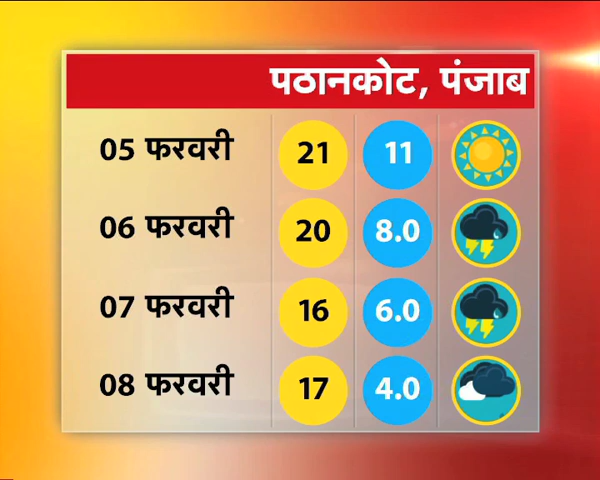 पठानकोट, पंजाब
05 फरवरी 21 11
06 फरवरी 20 8.0
07 फरवरी 16 6.0
08 फरवरी 17 4.0